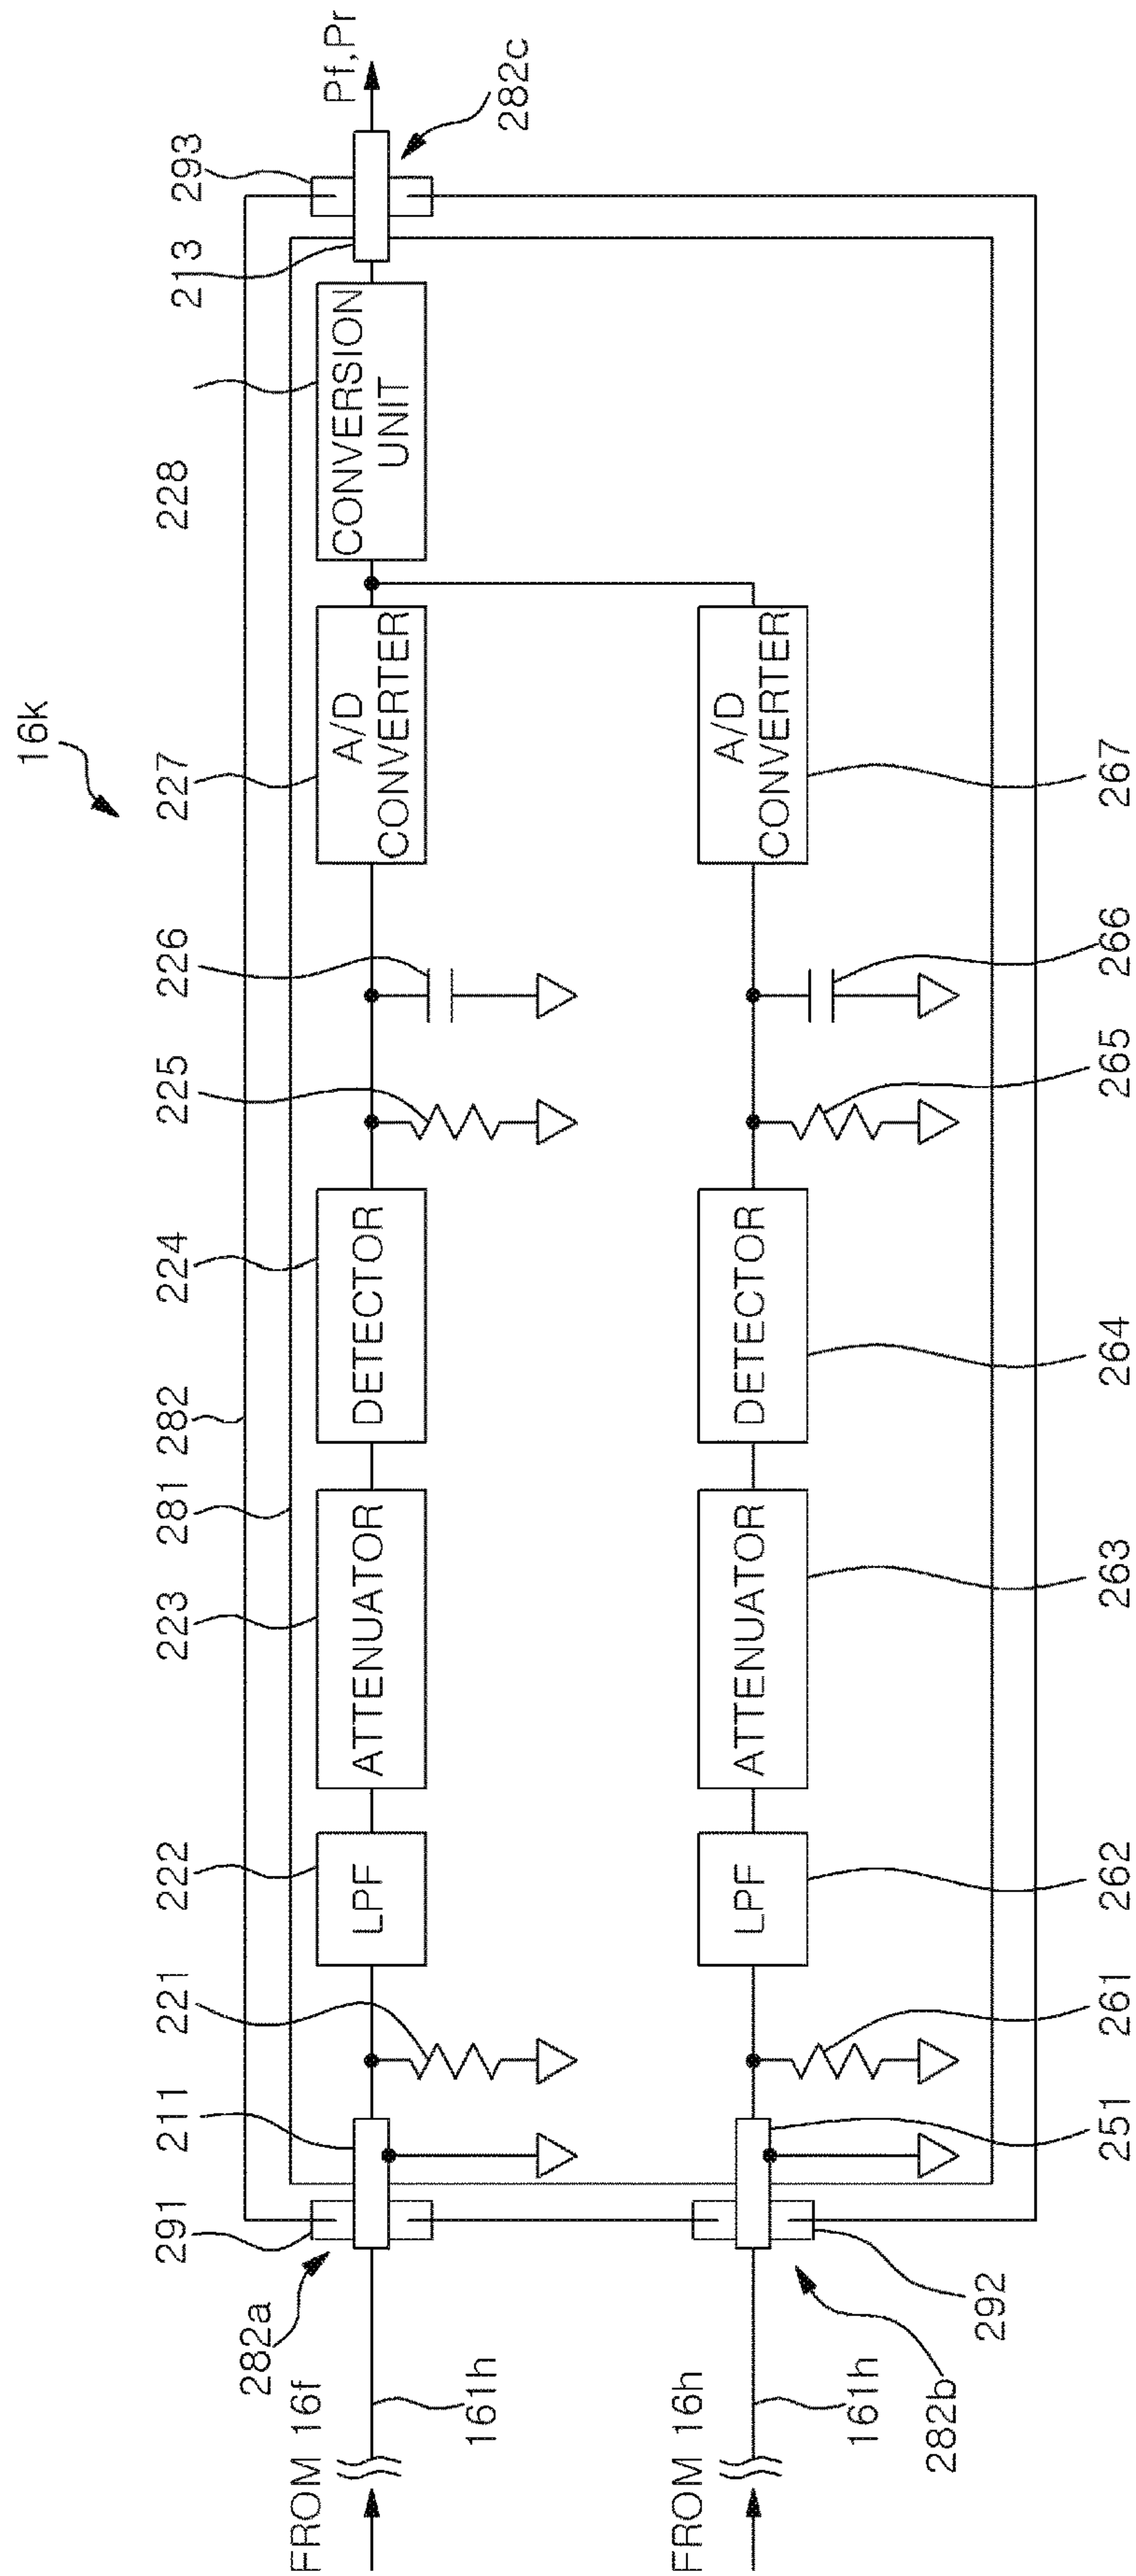 16k
291
211
221
222
223
281
282
224
225
226
227
228
213
293
282a
FROM 16f
161h
LPF
ATTENUATOR
DETECTOR
A/D
CONVERTER
CONVERSION
UNIT
Pf,Pr
282c
FROM 16h
161h
LPF
ATTENUATOR
DETECTOR
A/D
CONVERTER
282b
292
251
261
262
263
264
265
266
267